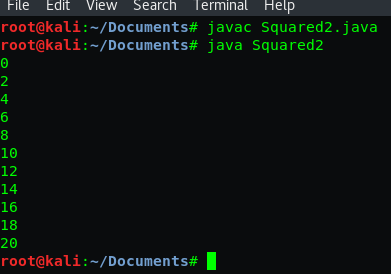 File Edit View Search Terminal Help
root@kali:~/Documents# javac Squared2.java
root@kali:~/Documents# java Squared2
0
2
4
6
8
10
12
14
16
18
20
root@kali:~/Documents#